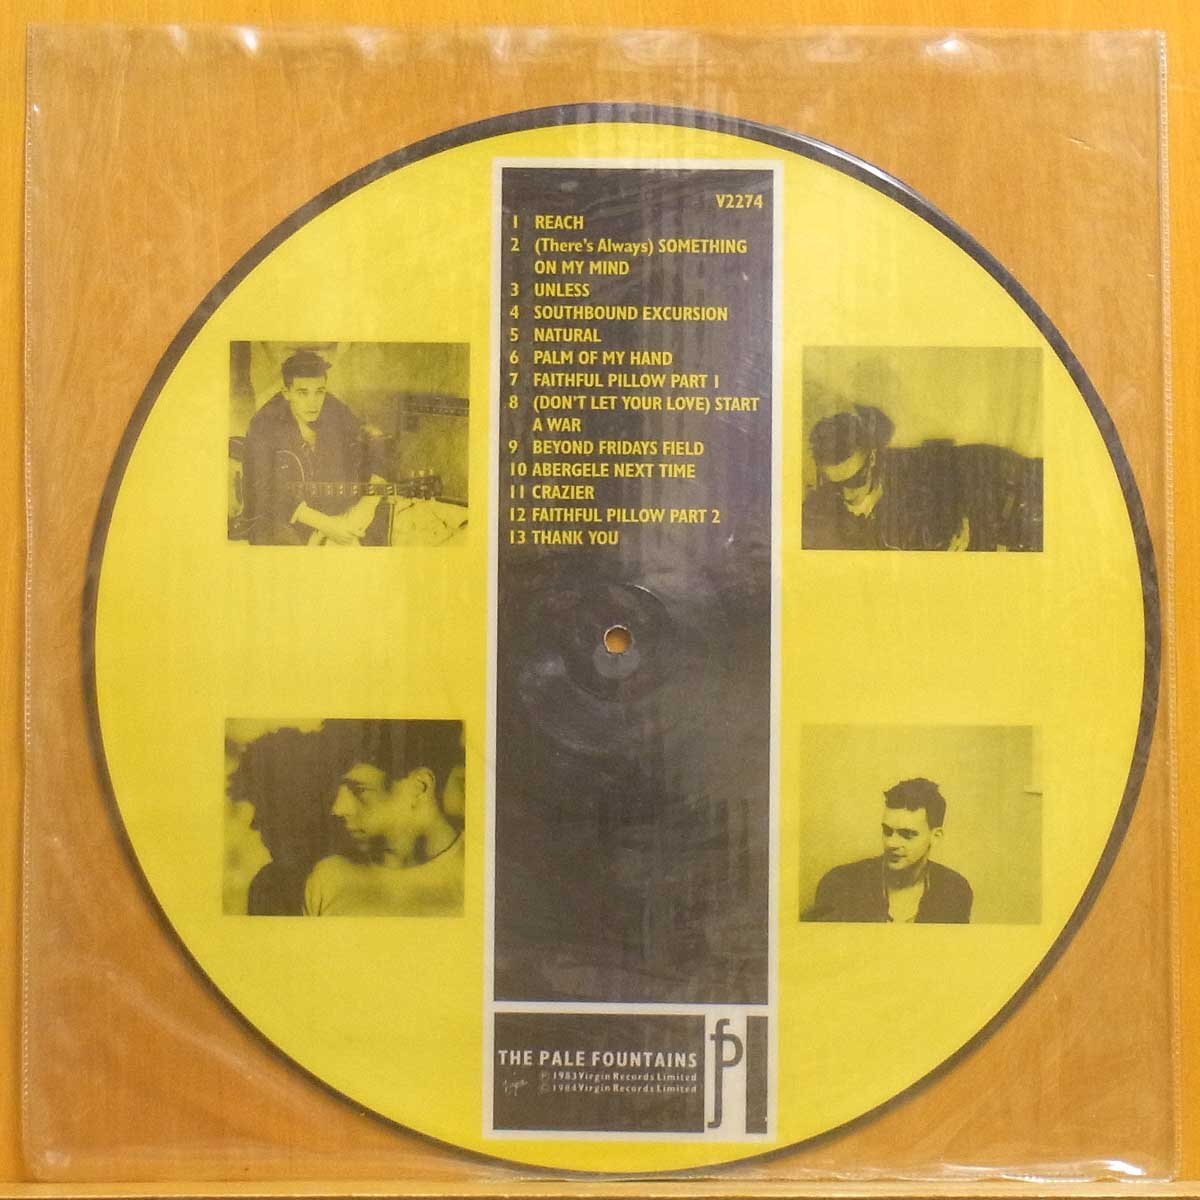 V2274
1 REACH
2 (There's Always) SOMETHING
ON MY MIND
3 UNLESS
4 SOUTHBOUND EXCURSION
5 NATURAL
6 PALM OF MY HAND
7 FAITHFUL PILLOW PART 1
8 (DON'T LET YOUR LOVE) START
A WAR
9 BEYOND FRIDAYS FIELD
10 ABERGELE NEXT TIME
11 CRAZIER
12 FAITHFUL PILLOW PART 2
13 THANK YOU
THE PALE FOUNTAINS
℗ 1983 Virgin Records Limited
Virgin © 1984 Virgin Records Limited
fp